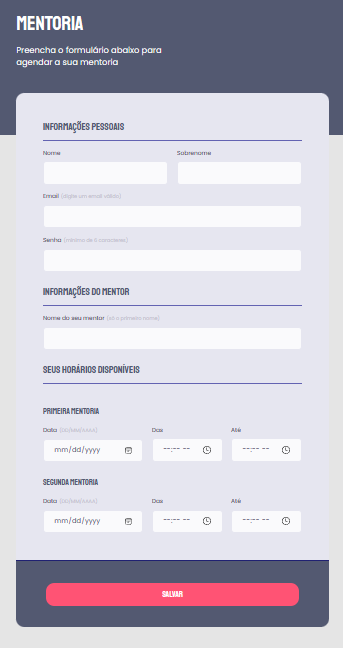 MENTORIA
Preencha o formulário abaixo para
agendar a sua mentoria
INFORMAÇÕES PESSOAIS
Nome Sobrenome
Email (digite um email válido)
Senha (mínimo de 6 caracteres)
INFORMAÇÕES DO MENTOR
Nome do seu mentor (só o primeiro nome)
SEUS HORÁRIOS DISPONÍVEIS
PRIMEIRA MENTORIA
Data (DD/MM/AAAA) Das Até
mm/dd/yyyy --:-- -- --:-- --
SEGUNDA MENTORIA
Data (DD/MM/AAAA) Das Até
mm/dd/yyyy --:-- -- --:-- --
SALVAR